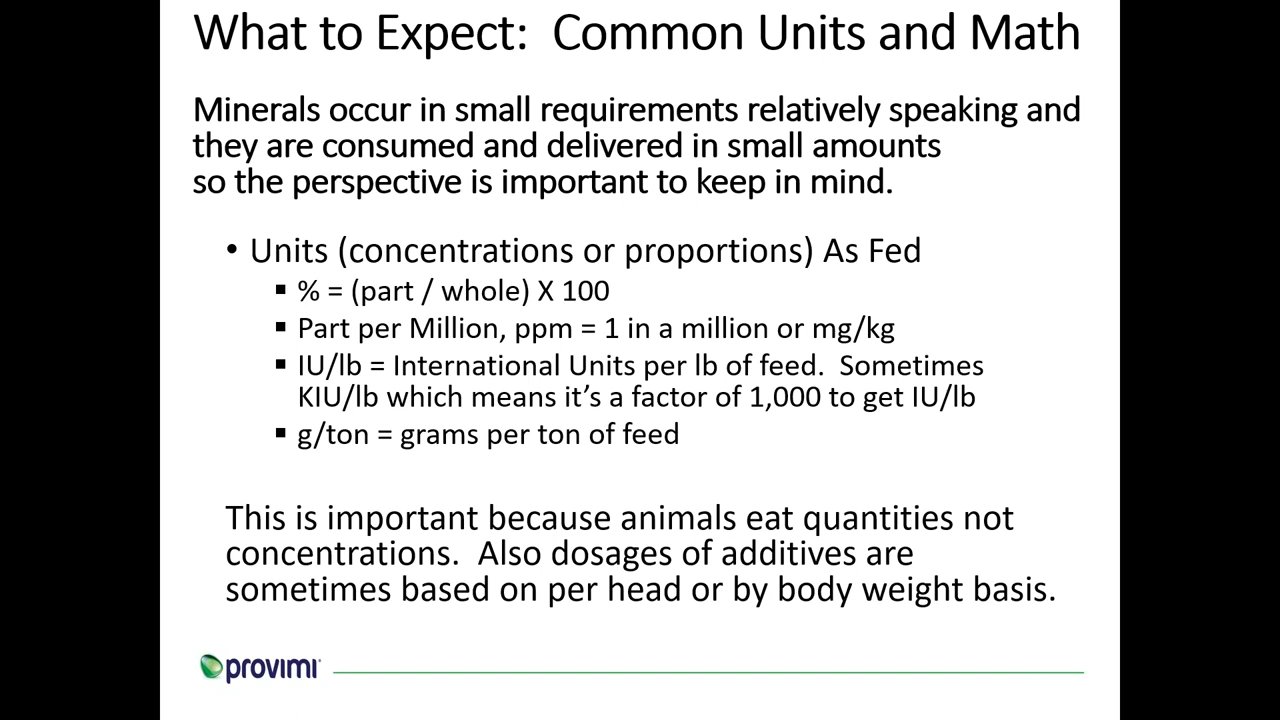 What to Expect:  Common Units and Math
Minerals occur in small requirements relatively speaking and
they are consumed and delivered in small amounts
so the perspective is important to keep in mind.
• Units (concentrations or proportions) As Fed
▪ % = (part / whole) X 100
▪ Part per Million, ppm = 1 in a million or mg/kg
▪ IU/lb = International Units per lb of feed.  Sometimes
KIU/lb which means it’s a factor of 1,000 to get IU/lb
▪ g/ton = grams per ton of feed
This is important because animals eat quantities not
concentrations.  Also dosages of additives are
sometimes based on per head or by body weight basis.
provimi